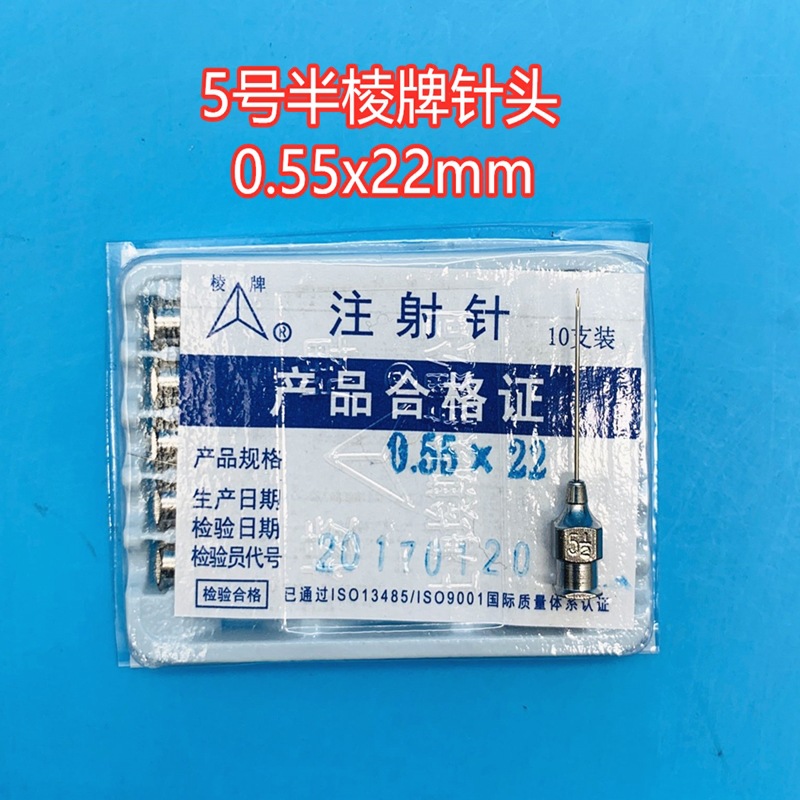 5号半棱牌针头
0.55x22mm
棱 牌
®
注射针
10支装
产品合格证
产品规格 0.55×22
生产日期
检验日期 20170120
检验员代号
检验合格 已通过ISO13485/ISO9001国际质量体系认证
5½